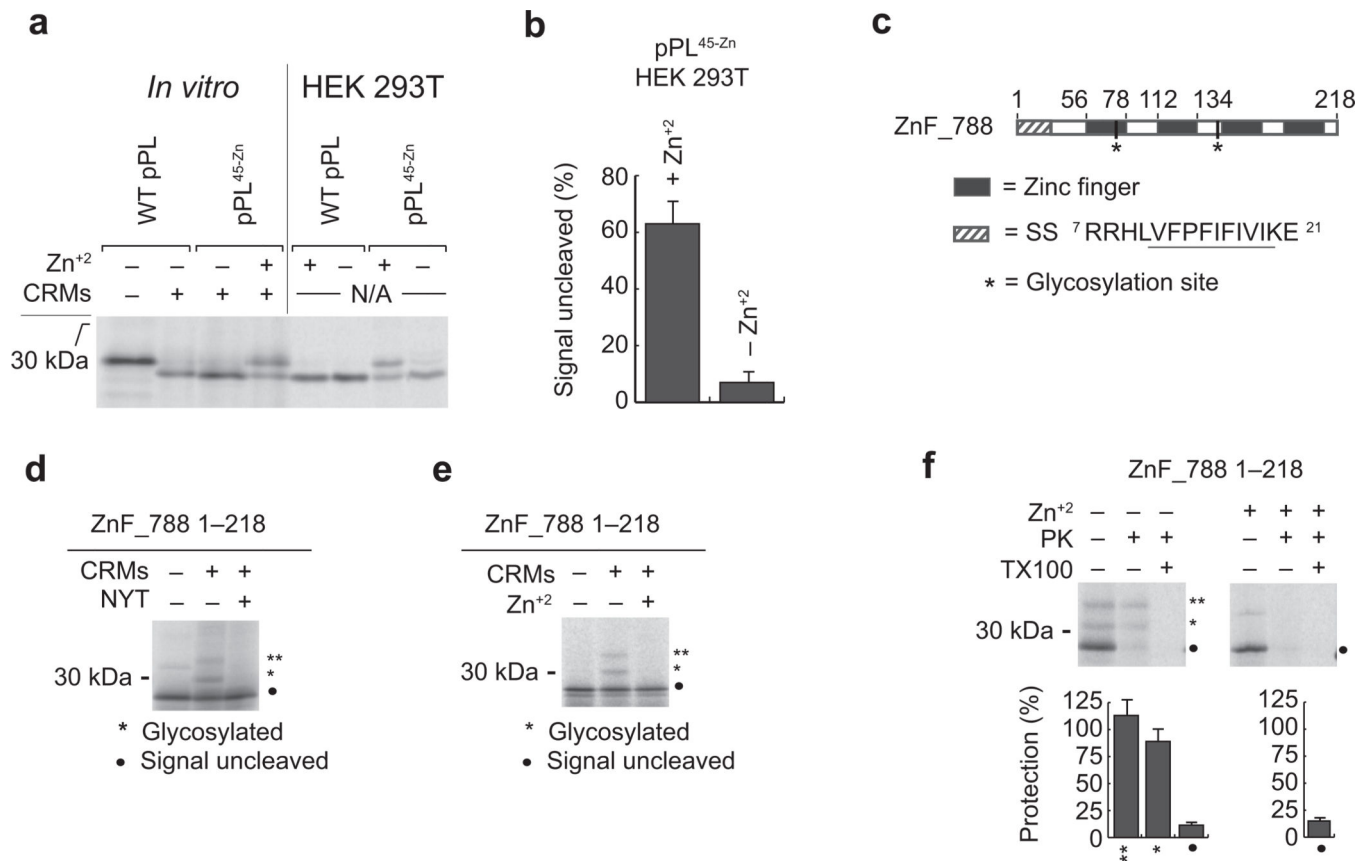 a
In vitro
HEK 293T
WT pPL
pPL45-Zn
WT pPL
pPL45-Zn
Zn+2 – – – + + – + –
CRMs – + + + N/A
30 kDa
b
pPL45-Zn
HEK 293T
Signal uncleaved (%)
80
60
40
20
0
+ Zn+2
– Zn+2
c
1 56 78 112 134 218
ZnF_788
* *
= Zinc finger
= SS 7 RRHLVFPFIFIVIKE 21
* = Glycosylation site
d
ZnF_788 1–218
CRMs – + +
NYT – – +
30 kDa
**
*
●
* Glycosylated
● Signal uncleaved
e
ZnF_788 1–218
CRMs – + +
Zn+2 – – +
30 kDa
**
*
●
* Glycosylated
● Signal uncleaved
f
ZnF_788 1–218
Zn+2 – – – + + +
PK – + + – + +
TX100 – – + – – +
30 kDa
**
*
●
●
Protection (%)
125
100
75
50
25
0
** * ●
125
100
75
50
25
0
●